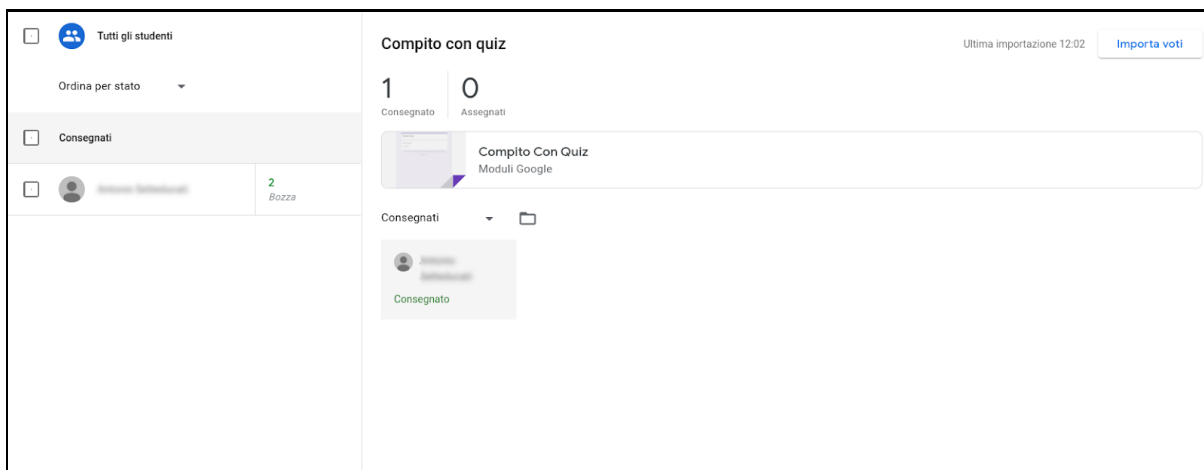 Tutti gli studenti
Ordina per stato
Consegnati
2
Bozza
Compito con quiz
Ultima importazione 12:02
Importa voti
1
Consegnato
0
Assegnati
Compito Con Quiz
Moduli Google
Consegnati
Consegnato